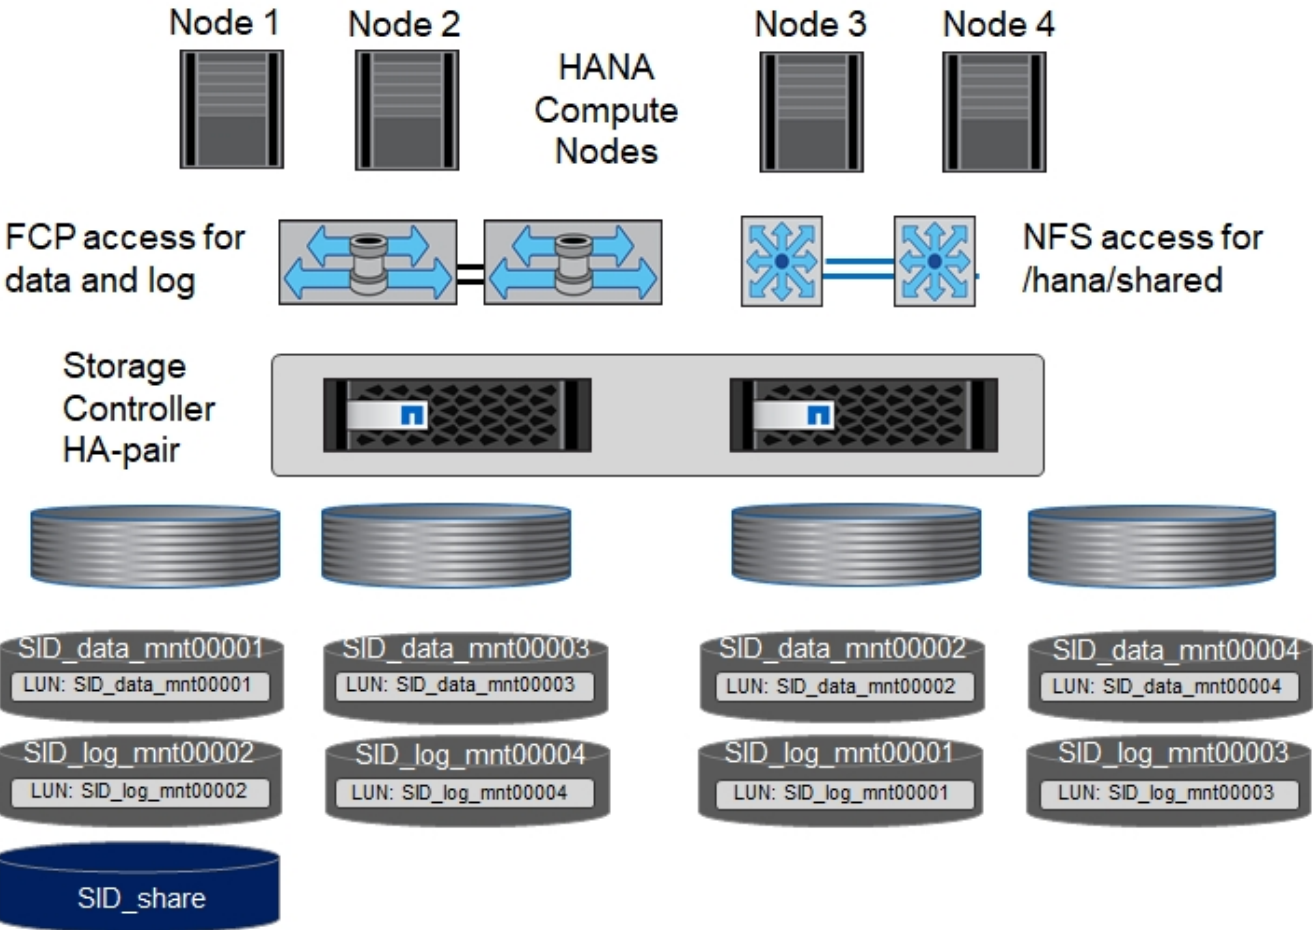 Node 1
Node 2
Node 3
Node 4
HANA
Compute
Nodes
FCP access for
data and log
NFS access for
/hana/shared
Storage
Controller
HA-pair
SID_data_mnt00001
LUN: SID_data_mnt00001
SID_data_mnt00003
LUN: SID_data_mnt00003
SID_data_mnt00002
LUN: SID_data_mnt00002
SID_data_mnt00004
LUN: SID_data_mnt00004
SID_log_mnt00002
LUN: SID_log_mnt00002
SID_log_mnt00004
LUN: SID_log_mnt00004
SID_log_mnt00001
LUN: SID_log_mnt00001
SID_log_mnt00003
LUN: SID_log_mnt00003
SID_share